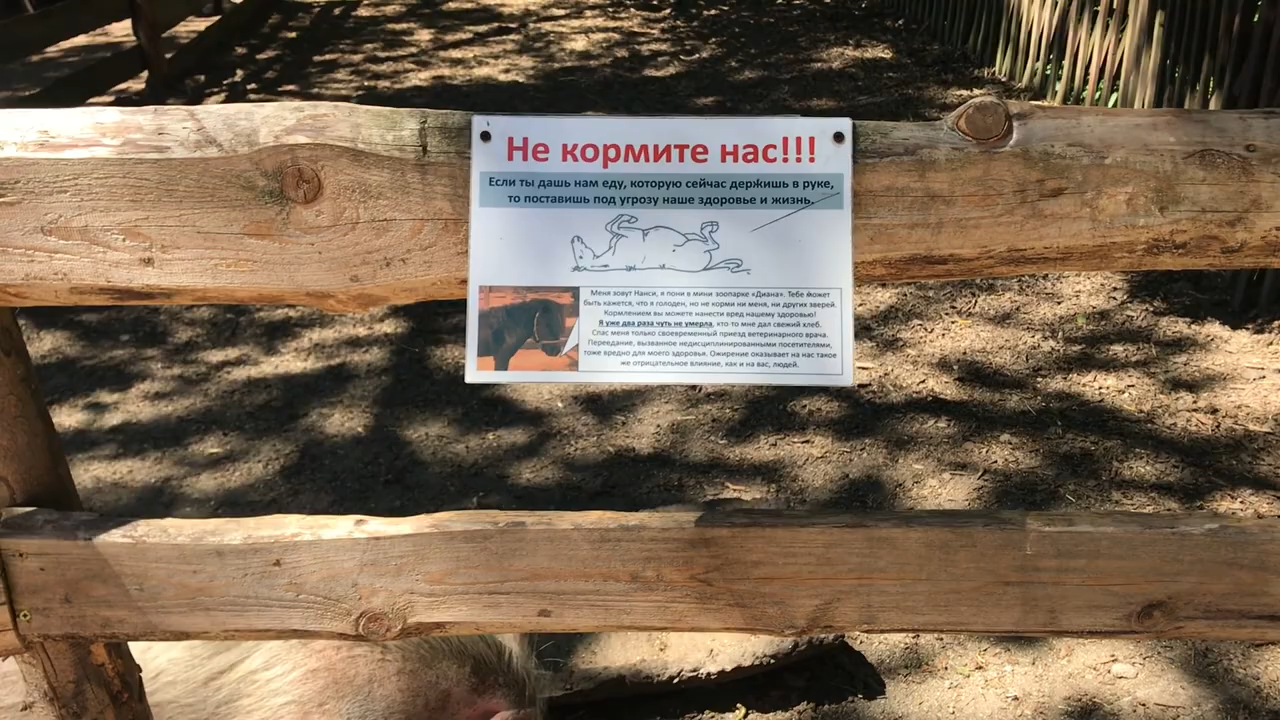 Не кормите нас!!!
Если ты дашь нам еду, которую сейчас держишь в руке,
то поставишь под угрозу наше здоровье и жизнь.
Меня зовут Нанси, я пони в мини зоопарке «Диана». Тебе может
быть кажется, что я голоден, но не корми ни меня, ни других зверей.
Кормлением вы можете нанести вред нашему здоровью!
Я уже два раза чуть не умерла, кто-то мне дал свежий хлеб.
Спас меня только своевременный приезд ветеринарного врача.
Переедание, вызванное недисциплинированными посетителями,
тоже вредно для моего здоровья. Ожирение оказывает на нас такое
же отрицательное влияние, как и на вас, людей.